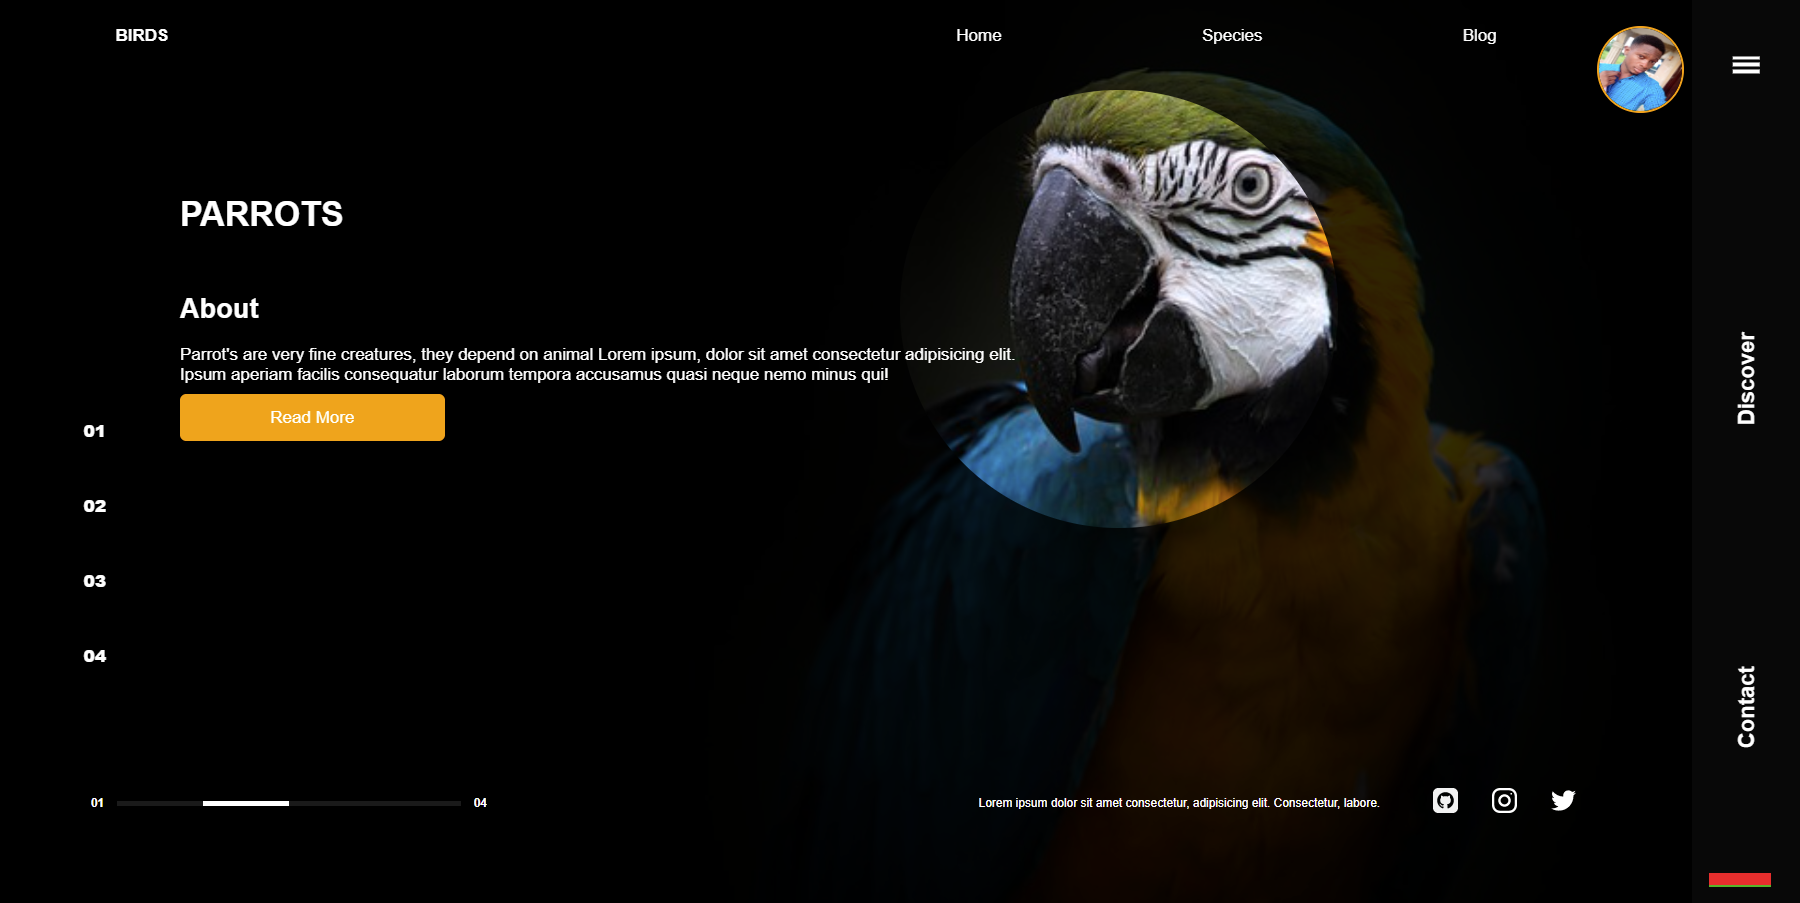 BIRDS
Home
Species
Blog
PARROTS
About
Parrot's are very fine creatures, they depend on animal Lorem ipsum, dolor sit amet consectetur adipisicing elit.
Ipsum aperiam facilis consequatur laborum tempora accusamus quasi neque nemo minus qui!
Read More
01
02
03
04
Discover
Contact
01
04
Lorem ipsum dolor sit amet consectetur, adipisicing elit. Consectetur, labore.